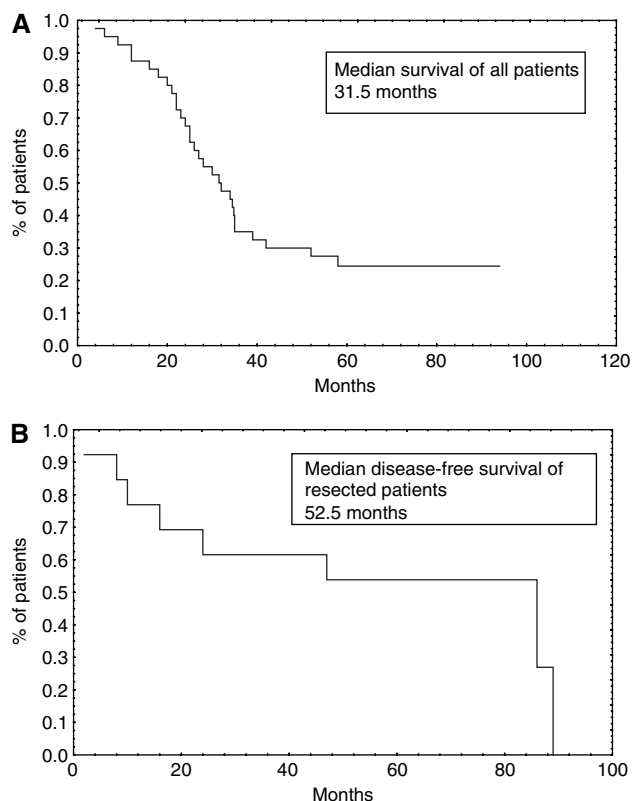 A
1.0
0.9
0.8
0.7
0.6
0.5
0.4
0.3
0.2
0.1
0.0
% of patients
Median survival of all patients
31.5 months
0 20 40 60 80 100 120
Months
B
1.0
0.9
0.8
0.7
0.6
0.5
0.4
0.3
0.2
0.1
0.0
% of patients
Median disease-free survival of
resected patients
52.5 months
0 20 40 60 80 100
Months